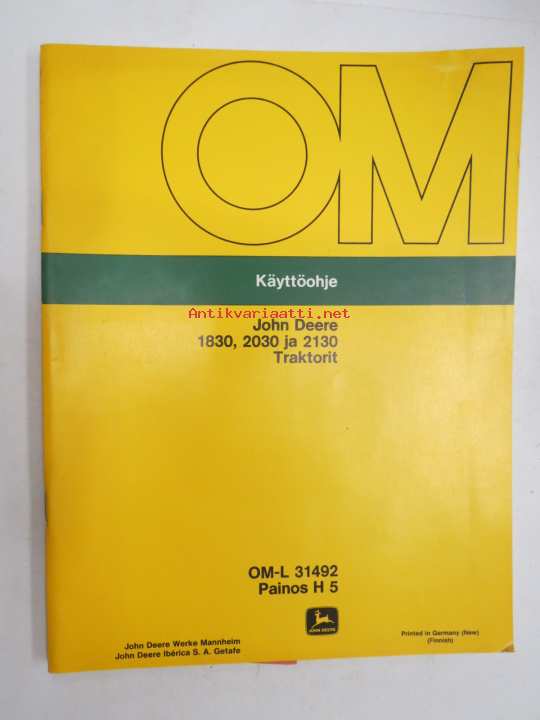 OM
Käyttöohje
Antikvariaatti.net
John Deere
1830, 2030 ja 2130
Traktorit
OM-L 31492
Painos H 5
JOHN DEERE
John Deere Werke Mannheim
John Deere Ibérica S. A. Getafe
Printed in Germany (New)
(Finnish)